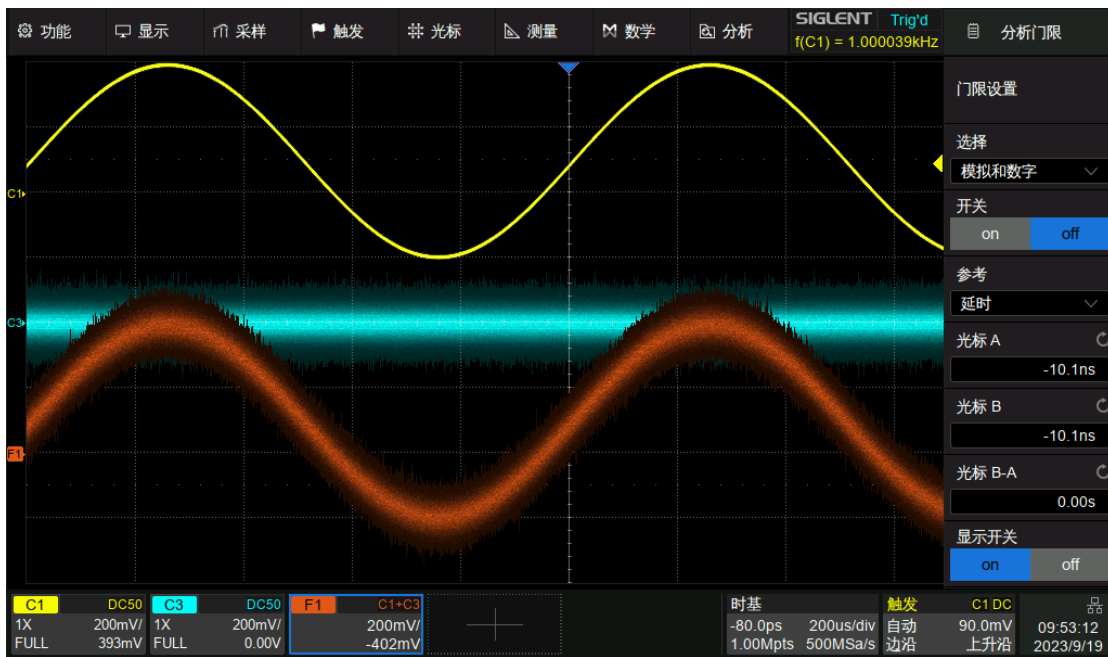 功能 显示 采样 触发 光标 测量 数学 分析 SIGLENT Trig'd
f(C1) = 1.000039kHz
分析门限
门限设置
选择
模拟和数字
开关
on off
参考
延时
光标 A
-10.1ns
光标 B
-10.1ns
光标 B-A
0.00s
显示开关
on off
C1
C3
F1
C1 DC50
1X 200mV/
FULL 393mV
C3 DC50
1X 200mV/
FULL 0.00V
F1 C1+C3
200mV/
-402mV
时基
-80.0ps 200us/div
1.00Mpts 500MSa/s
触发 C1 DC
自动 90.0mV
边沿 上升沿
09:53:12
2023/9/19